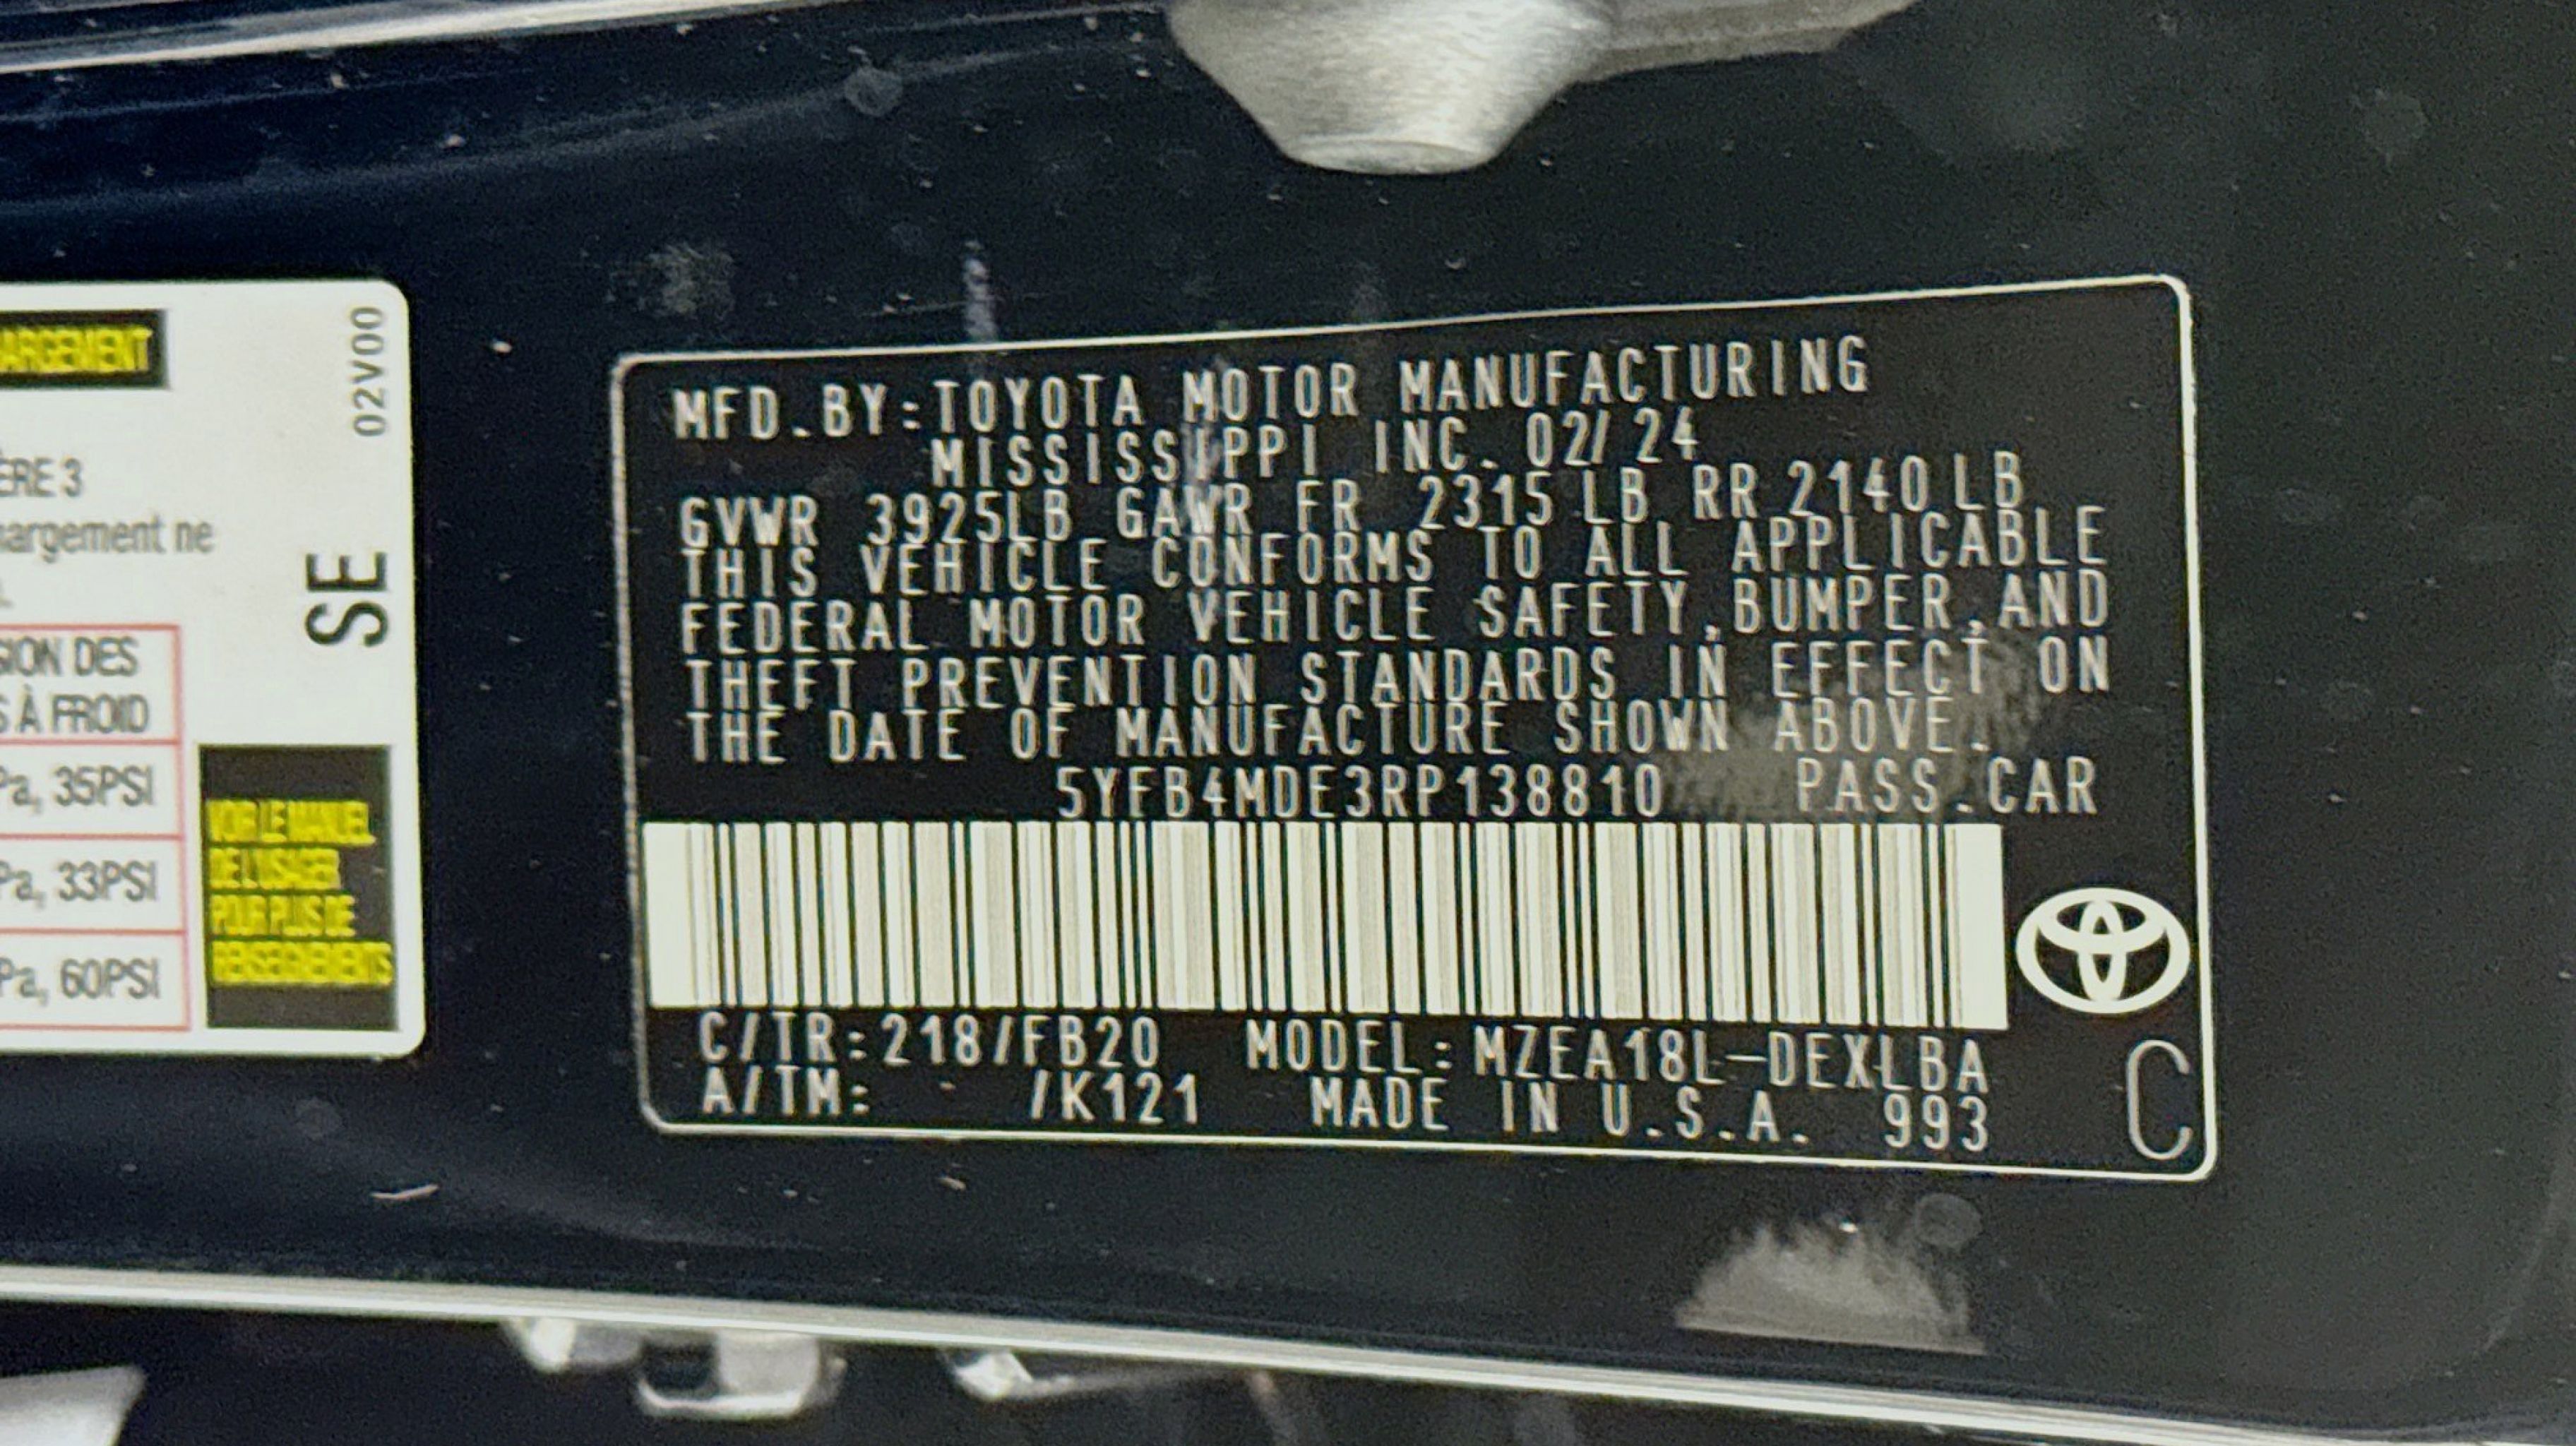 ARGEMENT
02V00
ÈRE 3
argement ne
SE
SION DES
S À FROID
Pa, 35PSI
Pa, 33PSI
Pa, 60PSI
VOIR LE MANUEL
DE L'USAGER
POUR PLUS DE
RENSEIGNEMENTS
MFD.BY:TOYOTA MOTOR MANUFACTURING
MISSISSIPPI INC. 02/24
GVWR 3925LB GAWR FR 2315LB RR 2140LB
THIS VEHICLE CONFORMS TO ALL APPLICABLE
FEDERAL MOTOR VEHICLE SAFETY,BUMPER,AND
THEFT PREVENTION STANDARDS IN EFFECT ON
THE DATE OF MANUFACTURE SHOWN ABOVE.
5YFB4MDE3RP138810 PASS.CAR
C/TR:218/FB20 MODEL:MZEA18L-DEXLBA
A/TM: /K121 MADE IN U.S.A. 993
C